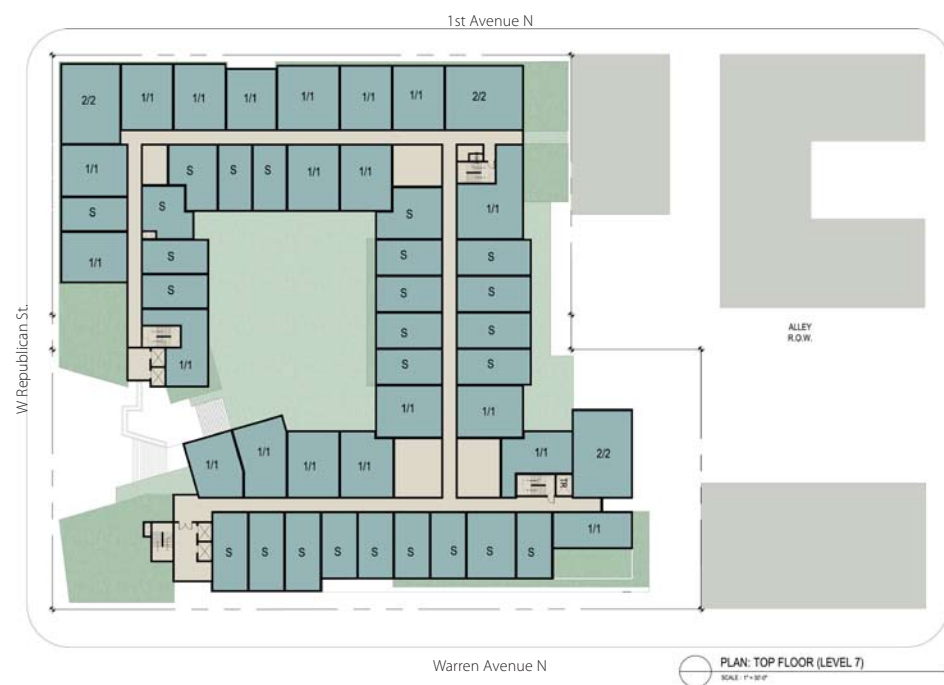 1st Avenue N
2/2 1/1 1/1 1/1 1/1 1/1 1/1 2/2
1/1 S S S 1/1 1/1
S S S 1/1
1/1 S S S
S S S
1/1 S S
S S
1/1 1/1
W Republican St.
ALLEY
R.O.W.
1/1 1/1 1/1 1/1 1/1 2/2
TR.
S S S S S S S S S 1/1
Warren Avenue N
PLAN: TOP FLOOR (LEVEL 7)
SCALE : 1" = 30'-0"